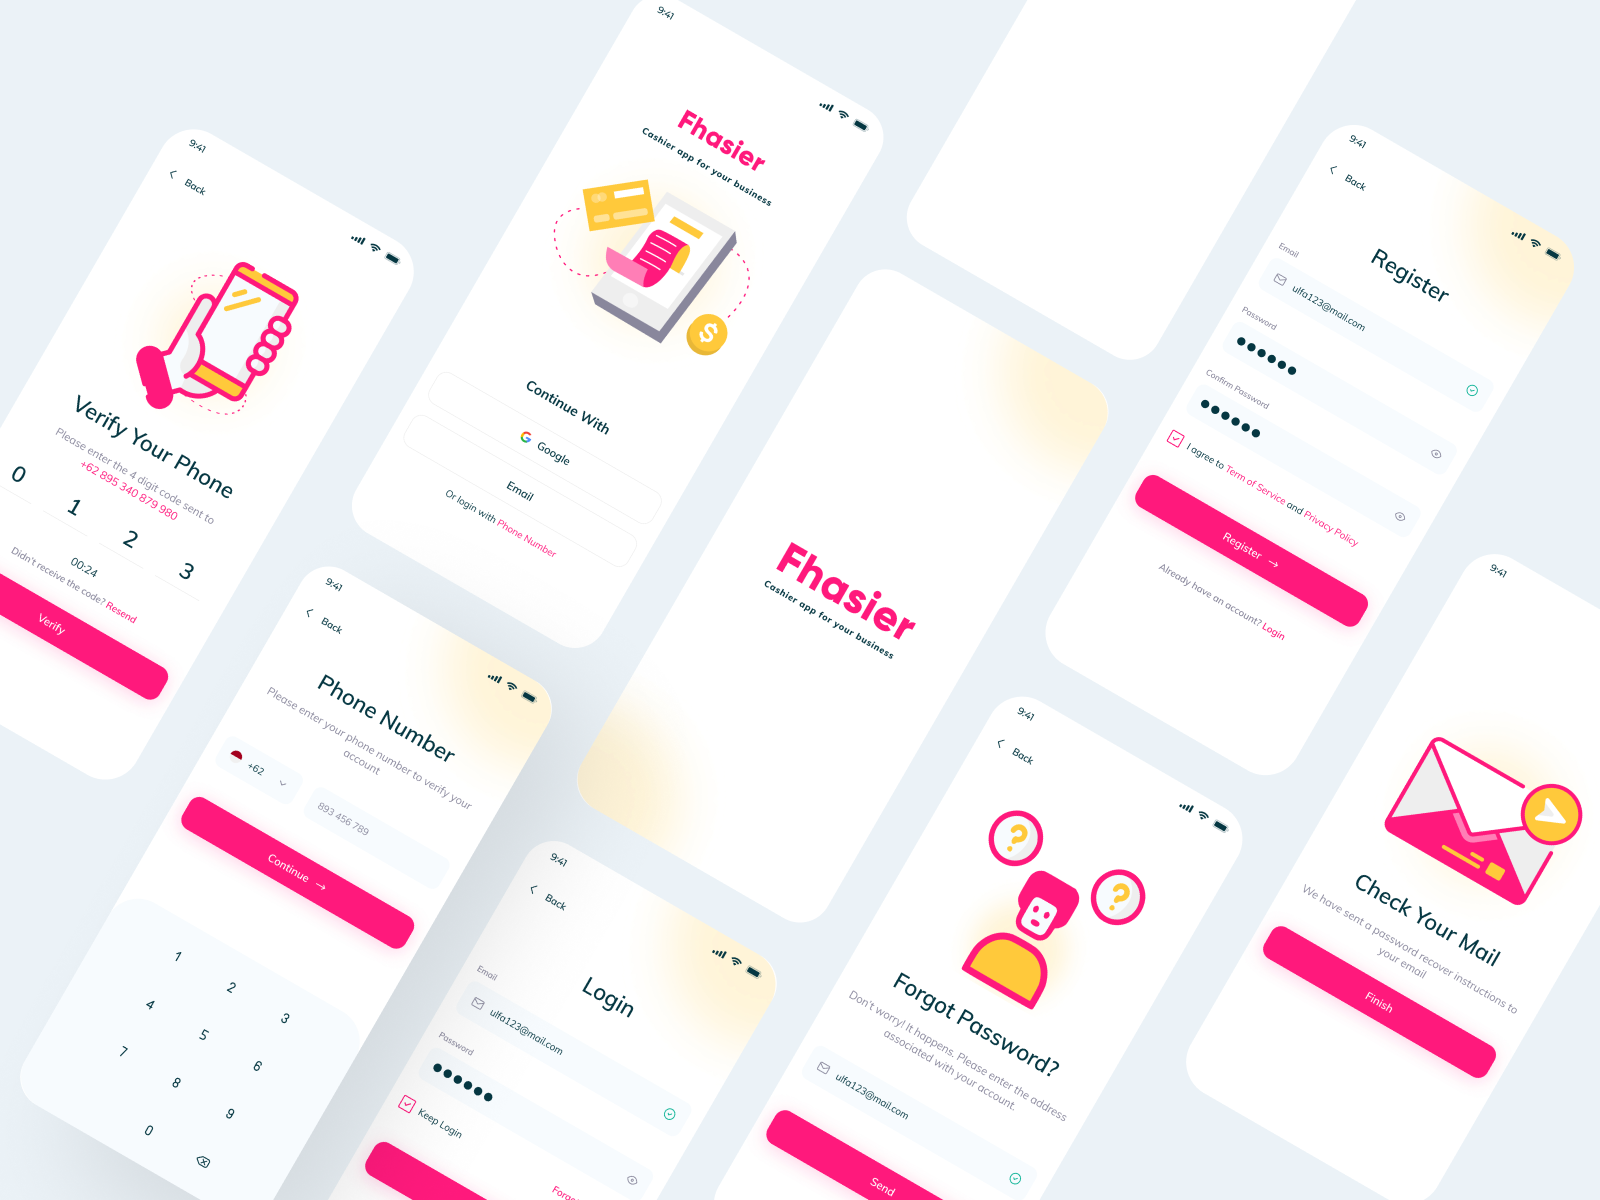 9:41
Back
Verify Your Phone
Please enter the 4 digit code sent to
+62 895 340 879 980
0 1 2 3
00:24
Didn't receive the code? Resend
Verify
9:41
Fhasier
Cashier app for your business
$
Continue With
Google
Email
Or login with Phone Number
9:41
Back
Phone Number
Please enter your phone number to verify your
account
+62
893 456 789
Continue →
1 2 3
4 5 6
7 8 9
0
Fhasier
Cashier app for your business
9:41
Back
Login
Email
ulfa123@mail.com
Password
Keep Login
9:41
Back
Register
Email
ulfa123@mail.com
Password
Confirm Password
I agree to Term of Service and Privacy Policy
Register →
Already have an account? Login
9:41
Back
? ?
Forgot Password?
Don't worry! It happens. Please enter the address
associated with your account.
ulfa123@mail.com
Send
9:41
Check Your Mail
We have sent a password recover instructions to
your email
Finish